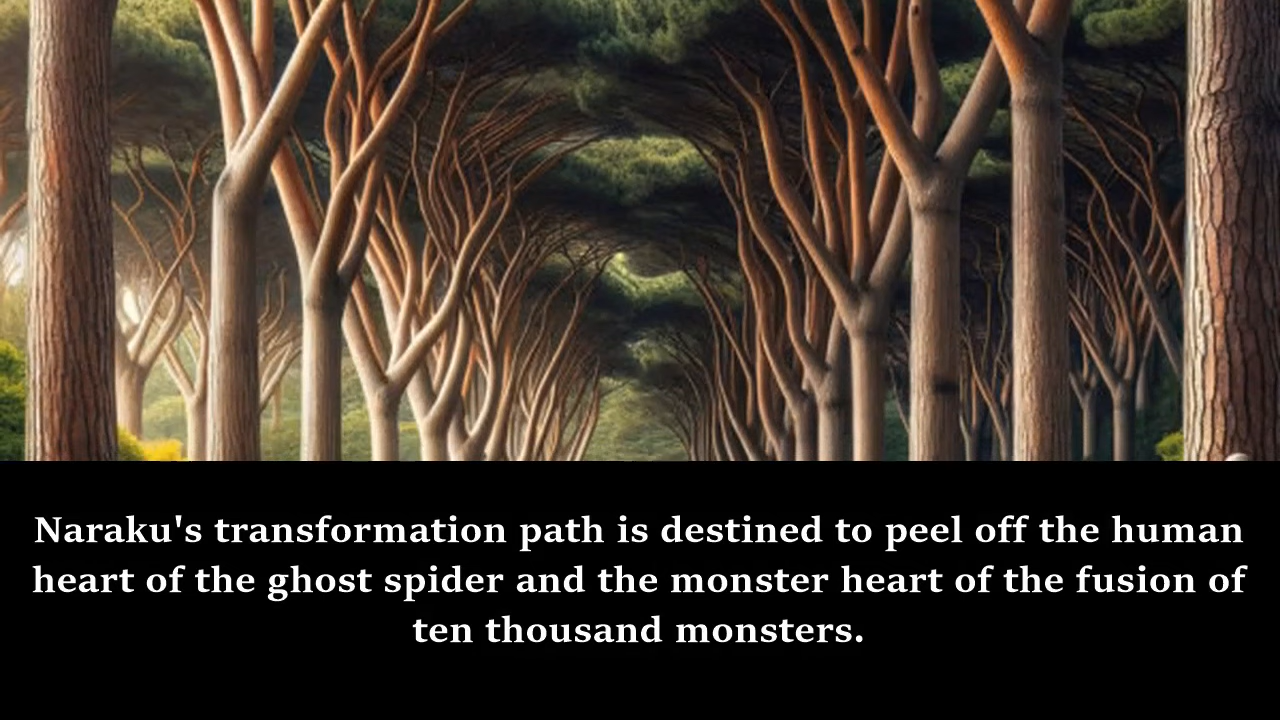 Naraku's transformation path is destined to peel off the human
heart of the ghost spider and the monster heart of the fusion of
ten thousand monsters.